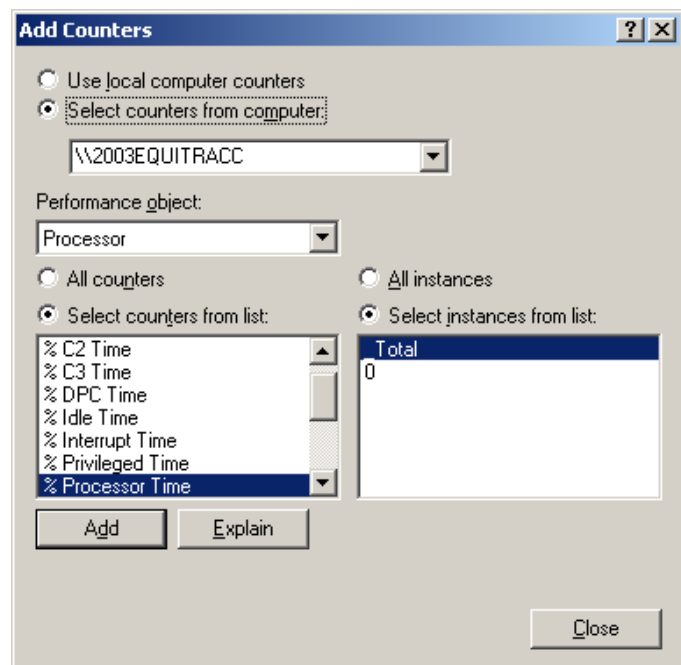 Add Counters
Use local computer counters
Select counters from computer:
\\2003EQUITRACC
Performance object:
Processor
All counters
All instances
Select counters from list:
Select instances from list:
% C2 Time
% C3 Time
% DPC Time
% Idle Time
% Interrupt Time
% Privileged Time
% Processor Time
_Total
0
Add
Explain
Close